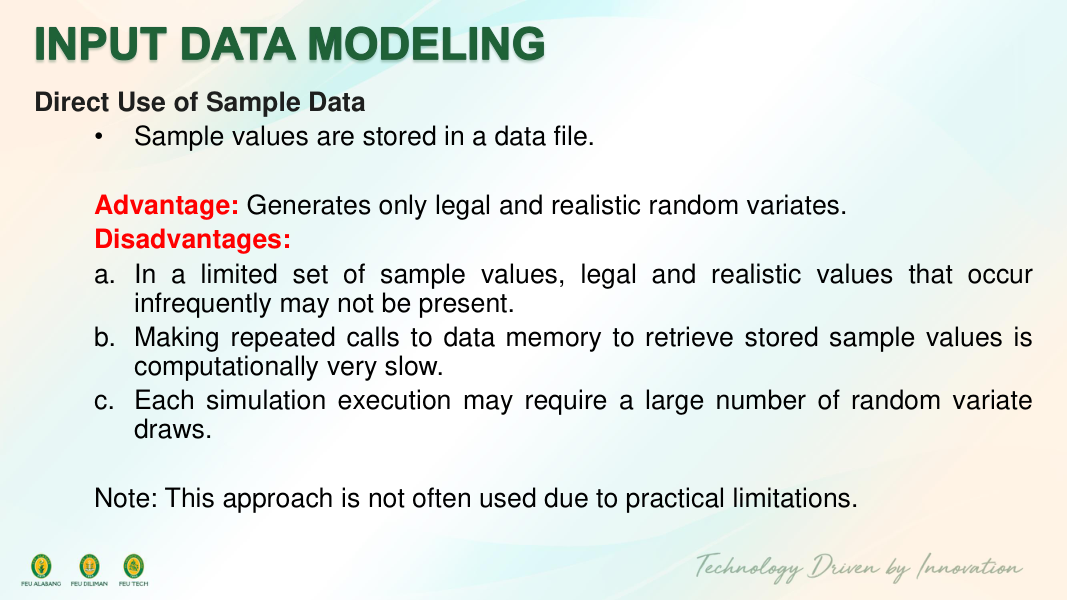 INPUT DATA MODELING
Direct Use of Sample Data
• Sample values are stored in a data file.
Advantage: Generates only legal and realistic random variates.
Disadvantages:
a. In a limited set of sample values, legal and realistic values that occur
infrequently may not be present.
b. Making repeated calls to data memory to retrieve stored sample values is
computationally very slow.
c. Each simulation execution may require a large number of random variate
draws.
Note: This approach is not often used due to practical limitations.
FEU ALABANG FEU DILIMAN FEU TECH
Technology Driven by Innovation